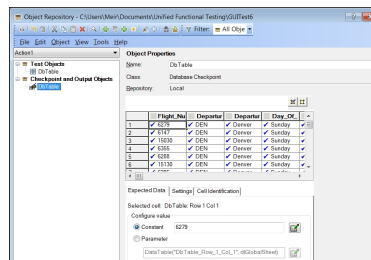 Object Repository - C:\Users\Meir\Documents\Unified Functional Testing\GUITest6
Filter: All Obje
File Edit Object View Tools Help
Action1
Test Objects
DbTable
Checkpoint and Output Objects
DbTable
Object Properties
Name: DbTable
Class: Database Checkpoint
Repository: Local
Flight_Nu Departur Departur Day_Of_
1 6279 DEN Denver Sunday
2 6147 DEN Denver Sunday
3 15030 DEN Denver Sunday
4 6355 DEN Denver Sunday
5 6288 DEN Denver Sunday
6 15130 DEN Denver Sunday
Expected Data Settings Cell Identification
Selected cell: DbTable: Row 1 Col 1
Configure value
Constant 6279
Parameter
DataTable("DbTable_Row_1_Col_1", dtGlobalSheet)